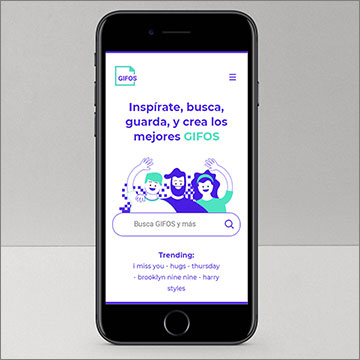 GIFOS
Inspírate, busca,
guarda, y crea los
mejores GIFOS
Busca GIFOS y más
Trending:
i miss you - hugs - thursday
- brooklyn nine nine - harry
styles